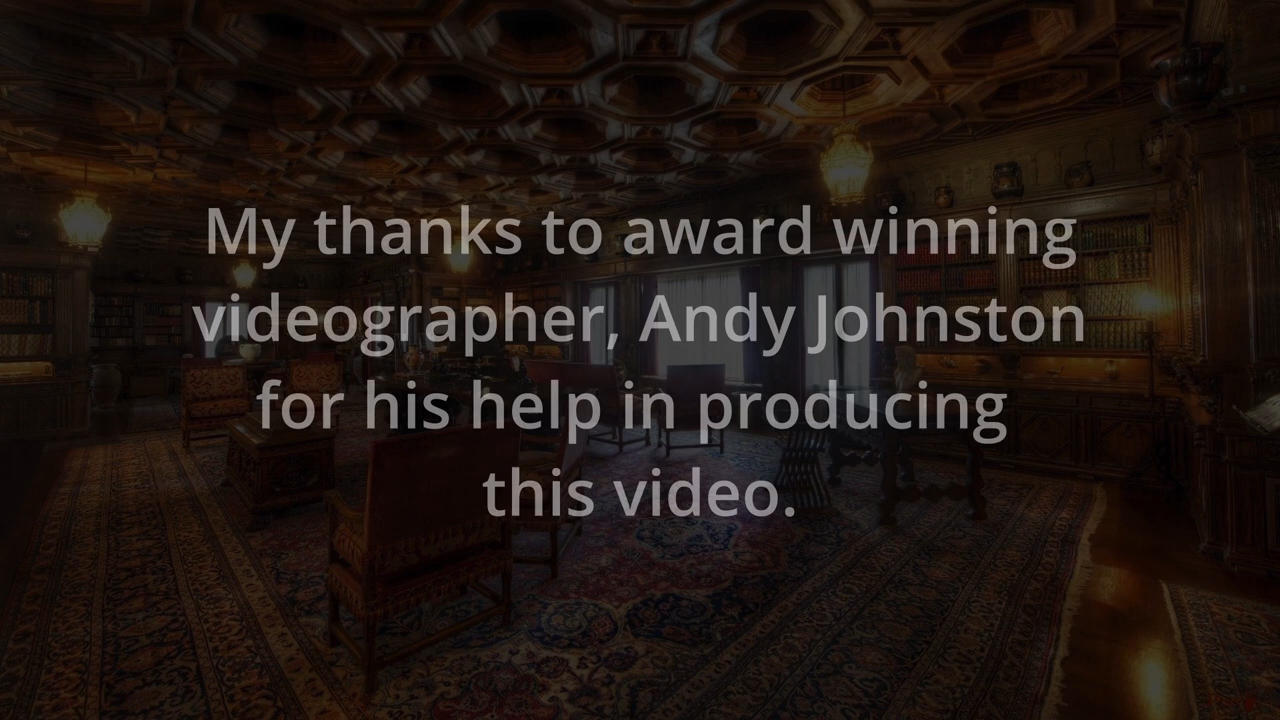 My thanks to award winning
videographer, Andy Johnston
for his help in producing
this video.